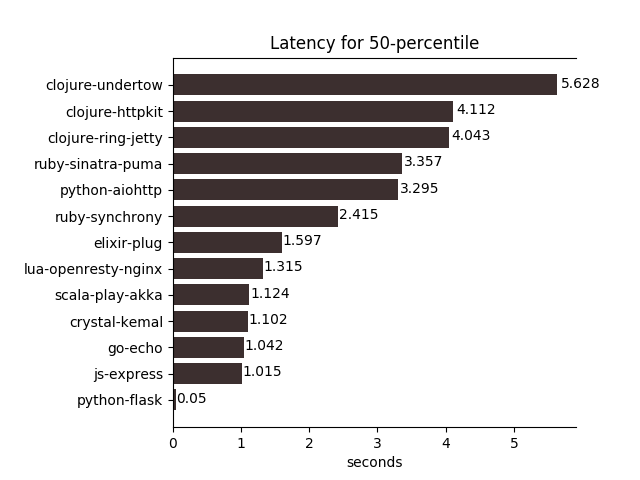 Latency for 50-percentile
clojure-undertow 5.628
clojure-httpkit 4.112
clojure-ring-jetty 4.043
ruby-sinatra-puma 3.357
python-aiohttp 3.295
ruby-synchrony 2.415
elixir-plug 1.597
lua-openresty-nginx 1.315
scala-play-akka 1.124
crystal-kemal 1.102
go-echo 1.042
js-express 1.015
python-flask 0.05
0 1 2 3 4 5
seconds